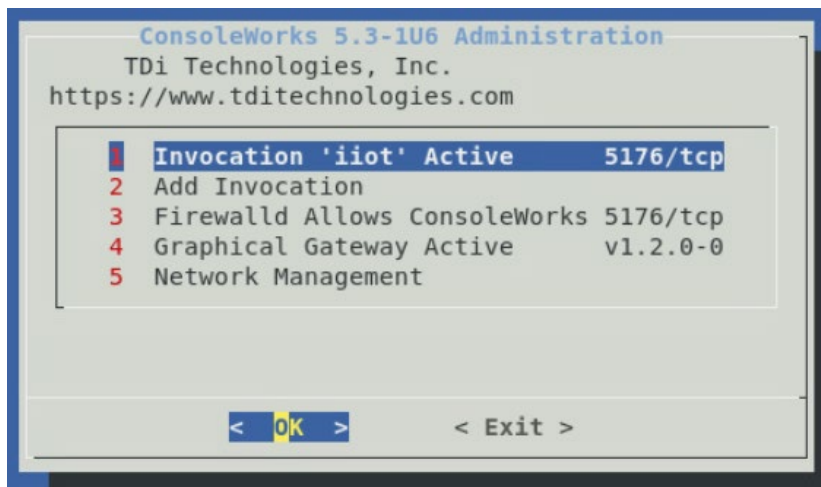 ConsoleWorks 5.3-1U6 Administration
TDi Technologies, Inc.
https://www.tditechnologies.com
1 Invocation 'iiot' Active 5176/tcp
2 Add Invocation
3 Firewalld Allows ConsoleWorks 5176/tcp
4 Graphical Gateway Active v1.2.0-0
5 Network Management
< OK > < Exit >